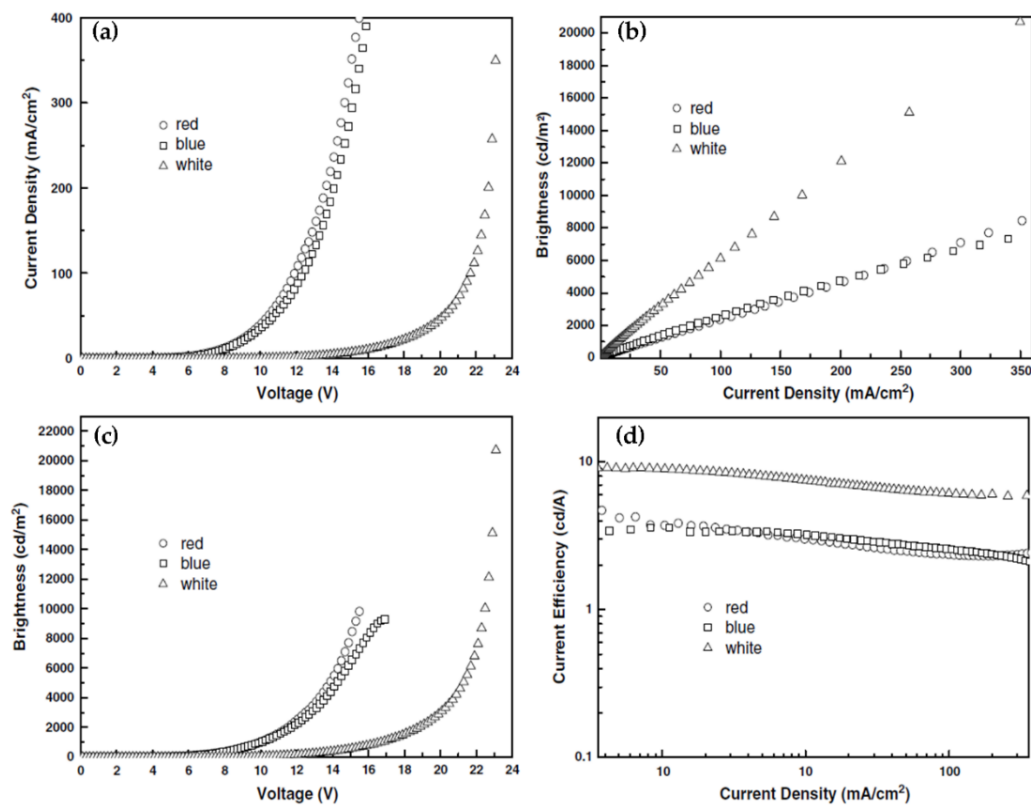 (a)
400
300
200
100
0
Current Density (mA/cm²)
red
blue
white
0 2 4 6 8 10 12 14 16 18 20 22 24
Voltage (V)
(b)
20000
18000
16000
14000
12000
10000
8000
6000
4000
2000
0
Brightness (cd/m²)
red
blue
white
50 100 150 200 250 300 350
Current Density (mA/cm²)
(c)
22000
20000
18000
16000
14000
12000
10000
8000
6000
4000
2000
0
Brightness (cd/m²)
red
blue
white
0 2 4 6 8 10 12 14 16 18 20 22 24
Voltage (V)
(d)
10
1
0.1
Current Efficiency (cd/A)
red
blue
white
10 100
Current Density (mA/cm²)